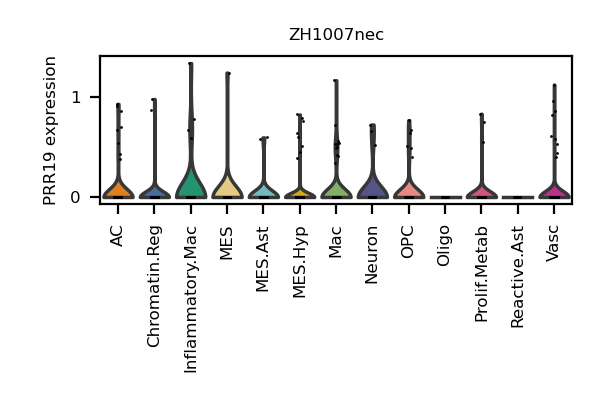 ZH1007nec
PRR19 expression
1
0
AC
Chromatin.Reg
Inflammatory.Mac
MES
MES.Ast
MES.Hyp
Mac
Neuron
OPC
Oligo
Prolif.Metab
Reactive.Ast
Vasc